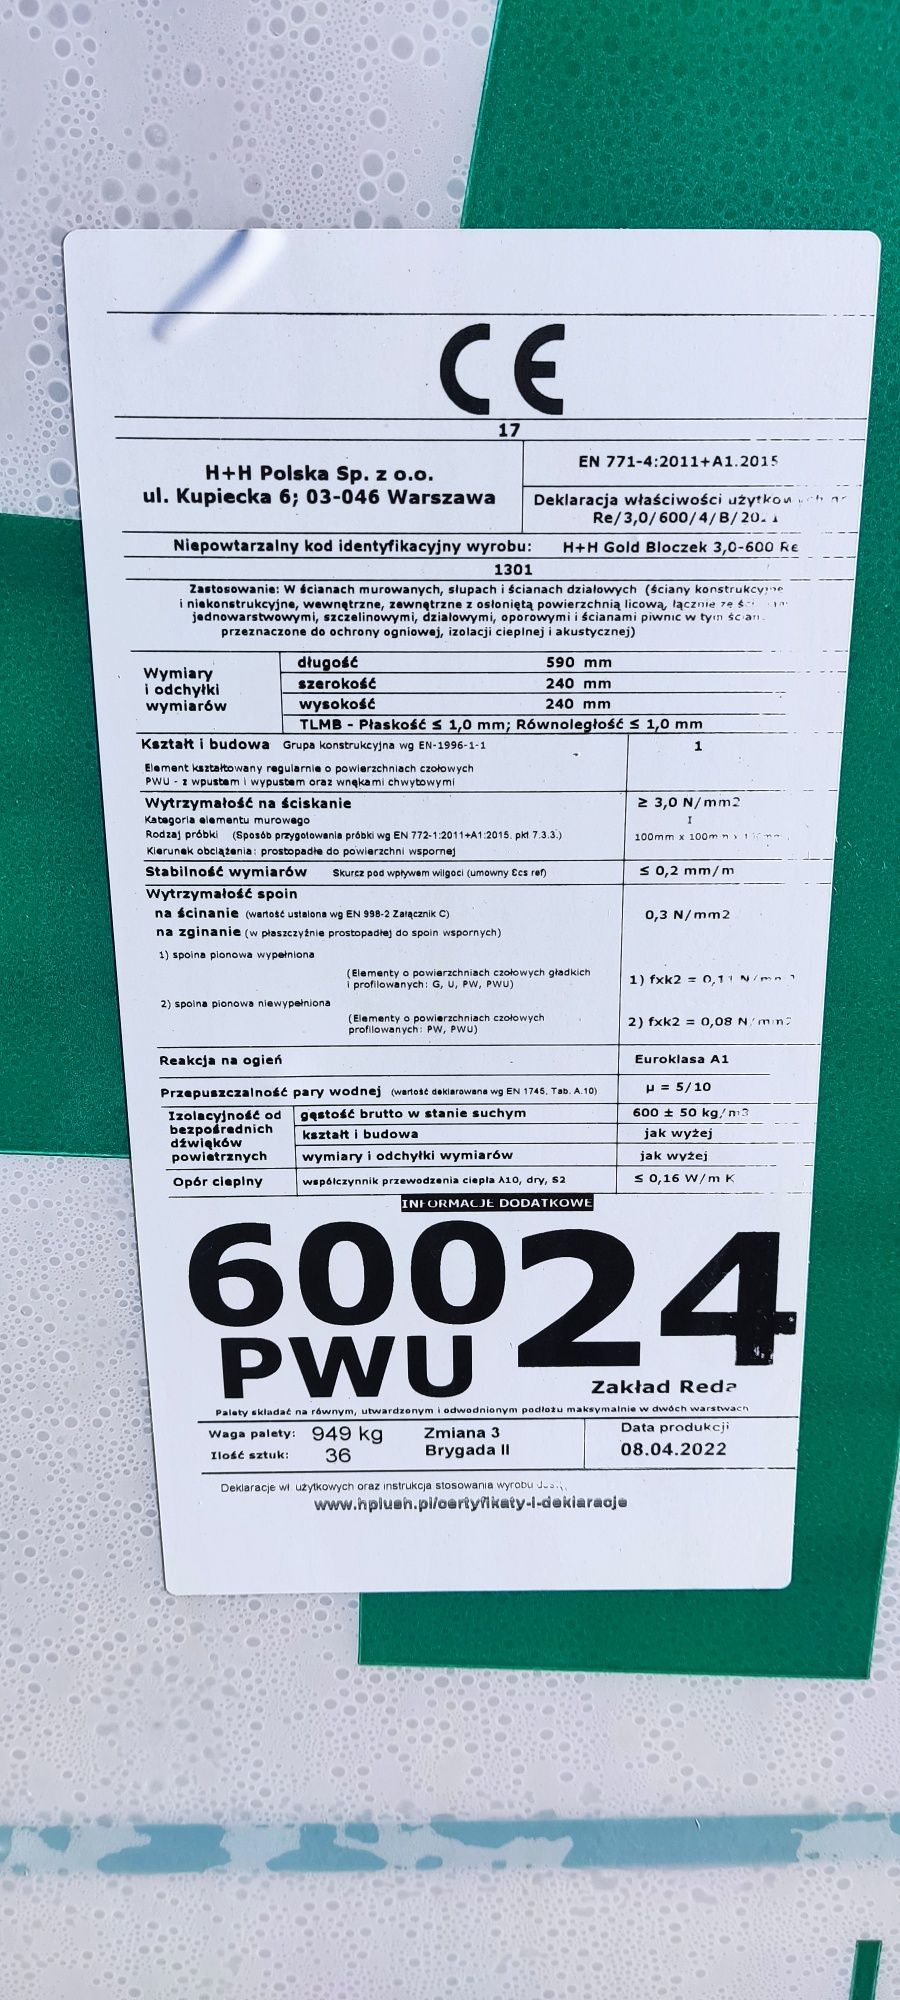 CE
17
H+H Polska Sp. z o.o.
ul. Kupiecka 6; 03-046 Warszawa
EN 771-4:2011+A1.2015
Deklaracja właściwości
Re/3,0/600/4/B/
Niepowtarzalny kod identyfikacyjny wyrobu: H+H Gold Bloczek 3,0-600 Re
1301
Zastosowanie: W ścianach murowanych, słupach i ścianach działowych (ściany konstrukcyjne
i niekonstrukcyjne, wewnętrzne, zewnętrzne z osłoniętą powierzchnią licową, łącznie ze
jednowarstwowymi, szczelinowymi, działowymi, oporowymi i ścianami piwnic w tym
przeznaczone do ochrony ogniowej, izolacji cieplnej i akustycznej)
Wymiary
i odchyłki
wymiarów
długość 590 mm
szerokość 240 mm
wysokość 240 mm
TLMB - Płaskość ≤ 1,0 mm; Równoległość ≤ 1,0 mm
Kształt i budowa Grupa konstrukcyjna wg EN-1996-1-1 1
Element kształtowany regularnie o powierzchniach czołowych
PWU - z wpustem i wypustem oraz wnękami chwytowymi
Wytrzymałość na ściskanie ≥ 3,0 N/mm2
Kategoria elementu murowego I
Rodzaj próbki (Sposób przygotowania próbki wg EN 772-1:2011+A1:2015. pkt 7.3.3.) 100mm x 100mm x
Kierunek obciążenia: prostopadłe do powierzchni wspornej
Stabilność wymiarów Skurcz pod wpływem wilgoci (umowny Ɛcs ref) ≤ 0,2 mm/m
Wytrzymałość spoin
na ścinanie (wartość ustalona wg EN 998-2 Załącznik C) 0,3 N/mm2
na zginanie (w płaszczyźnie prostopadłej do spoin wspornych)
1) spoina pionowa wypełniona
(Elementy o powierzchniach czołowych gładkich
i profilowanych: G, U, PW, PWU) 1) fxk2 =
2) spoina pionowa niewypełniona
(Elementy o powierzchniach czołowych
profilowanych: PW, PWU) 2) fxk2 = 0,08 N/mm2
Reakcja na ogień Euroklasa A1
Przepuszczalność pary wodnej (wartość deklarowana wg EN 1745, Tab. A.10) μ = 5/10
Izolacyjność od
bezpośrednich
dźwięków
powietrznych
gęstość brutto w stanie suchym 600 ± 50 kg/m3
kształt i budowa jak wyżej
wymiary i odchyłki wymiarów jak wyżej
Opór cieplny współczynnik przewodzenia ciepła λ10, dry, S2 ≤ 0,16 W/m K
INFORMACJE DODATKOWE
600 24
PWU
Zakład Reda
Palety składać na równym, utwardzonym i odwodnionym podłożu maksymalnie w dwóch warstwach
Waga palety: 949 kg
Ilość sztuk: 36
Zmiana 3
Brygada II
Data produkcji
08.04.2022
Deklaracje wł. użytkowych oraz instrukcja stosowania wyrobu
www.hplush.pl/certyfikaty-i-deklaracje